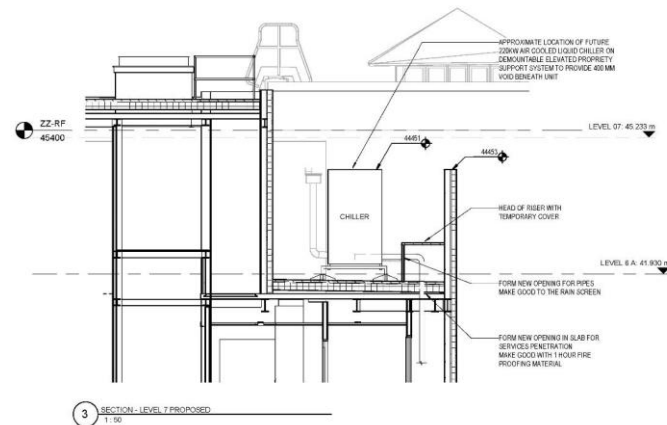 APPROXIMATE LOCATION OF FUTURE
220KW AIR COOLED LIQUID CHILLER ON
DEMOUNTABLE ELEVATED PROPRIETY
SUPPORT SYSTEM TO PROVIDE 400 MM
VOID BENEATH UNIT
ZZ-RF
45400
LEVEL 07: 45.233 m
44451
44453
CHILLER
HEAD OF RISER WITH
TEMPORARY COVER
LEVEL 6 A: 41.930 m
FORM NEW OPENING FOR PIPES
MAKE GOOD TO THE RAIN SCREEN
FORM NEW OPENING IN SLAB FOR
SERVICES PENETRATION
MAKE GOOD WITH 1 HOUR FIRE
PROOFING MATERIAL
3
SECTION - LEVEL 7 PROPOSED
1 : 50